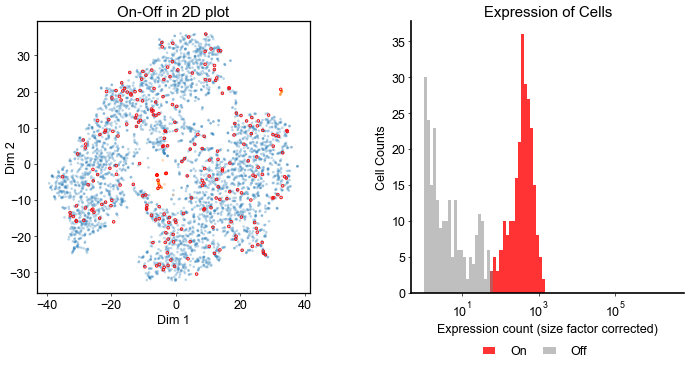 On-Off in 2D plot
Dim 2
30
20
10
0
−10
−20
−30
−40
−20
0
20
40
Dim 1
Expression of Cells
Cell Counts
35
30
25
20
15
10
5
0
10^1
10^3
10^5
Expression count (size factor corrected)
On
Off